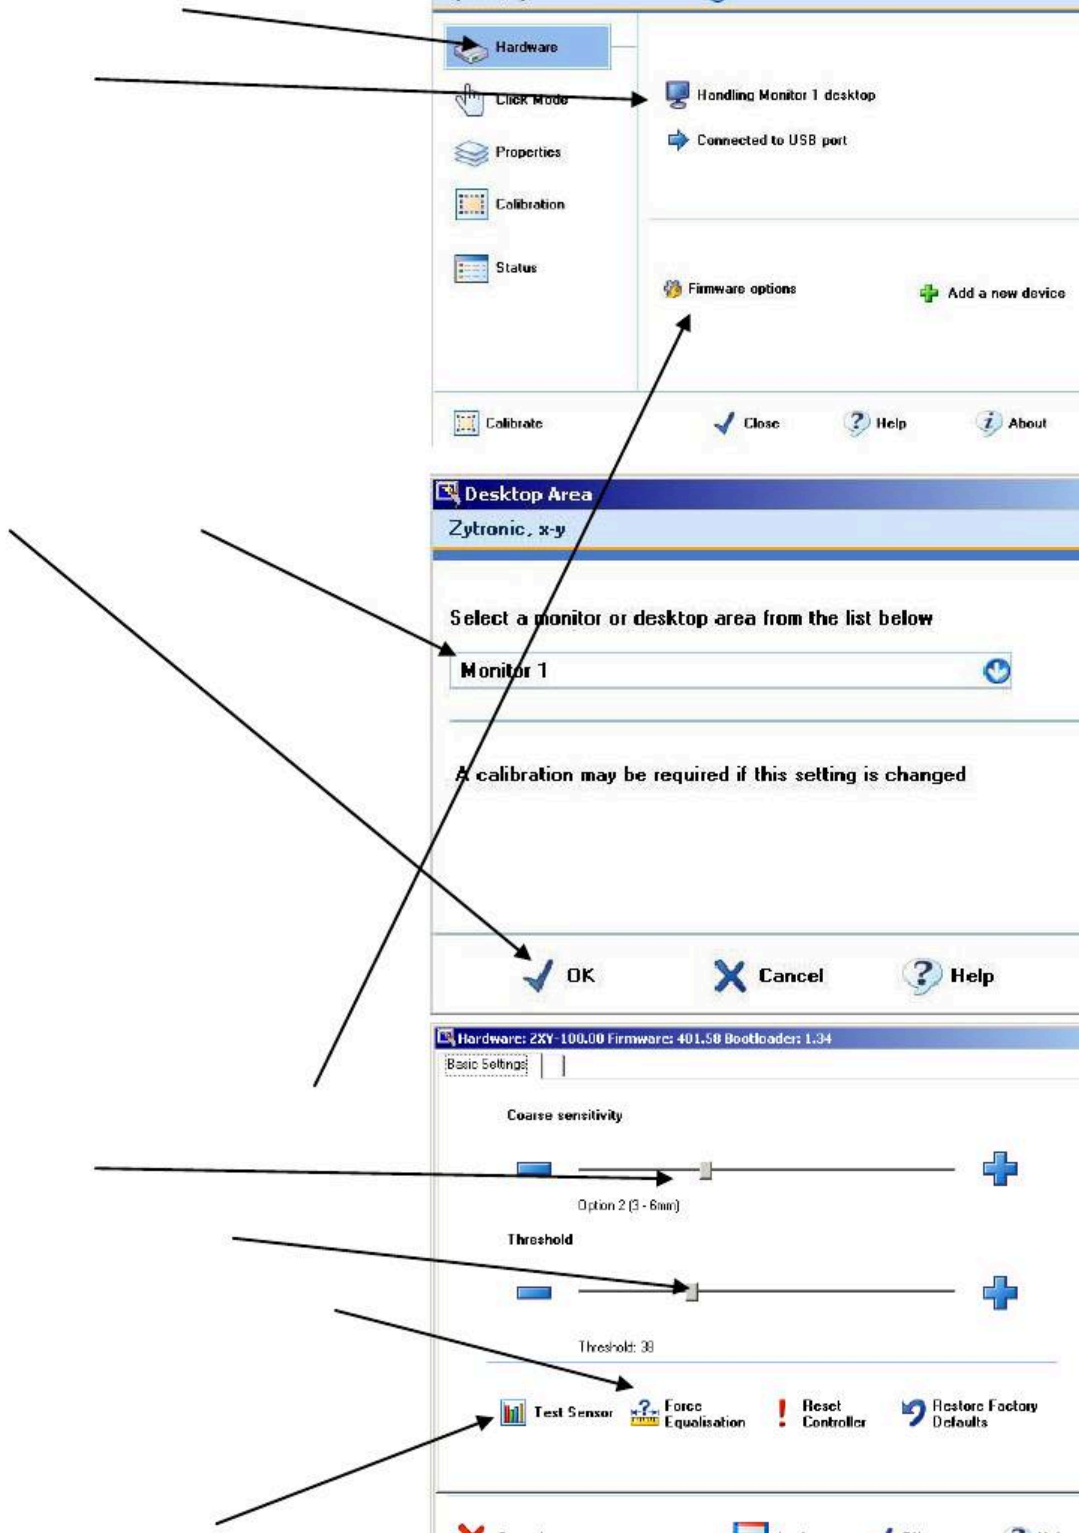 Hardware
Click Mode
Properties
Calibration
Status
Handling Monitor 1 desktop
Connected to USB port
Firmware options
Add a new device
Calibrate
Close
Help
About
Desktop Area
Zytronic, x-y
Select a monitor or desktop area from the list below
Monitor 1
A calibration may be required if this setting is changed
OK
Cancel
Help
Hardware: ZXY-100.00 Firmware: 401.58 Bootloader: 1.34
Basic Settings
Coarse sensitivity
Option 2 (3 - 6mm)
Threshold
Threshold: 38
Test Sensor
Force
Equalisation
Reset
Controller
Restore Factory
Defaults